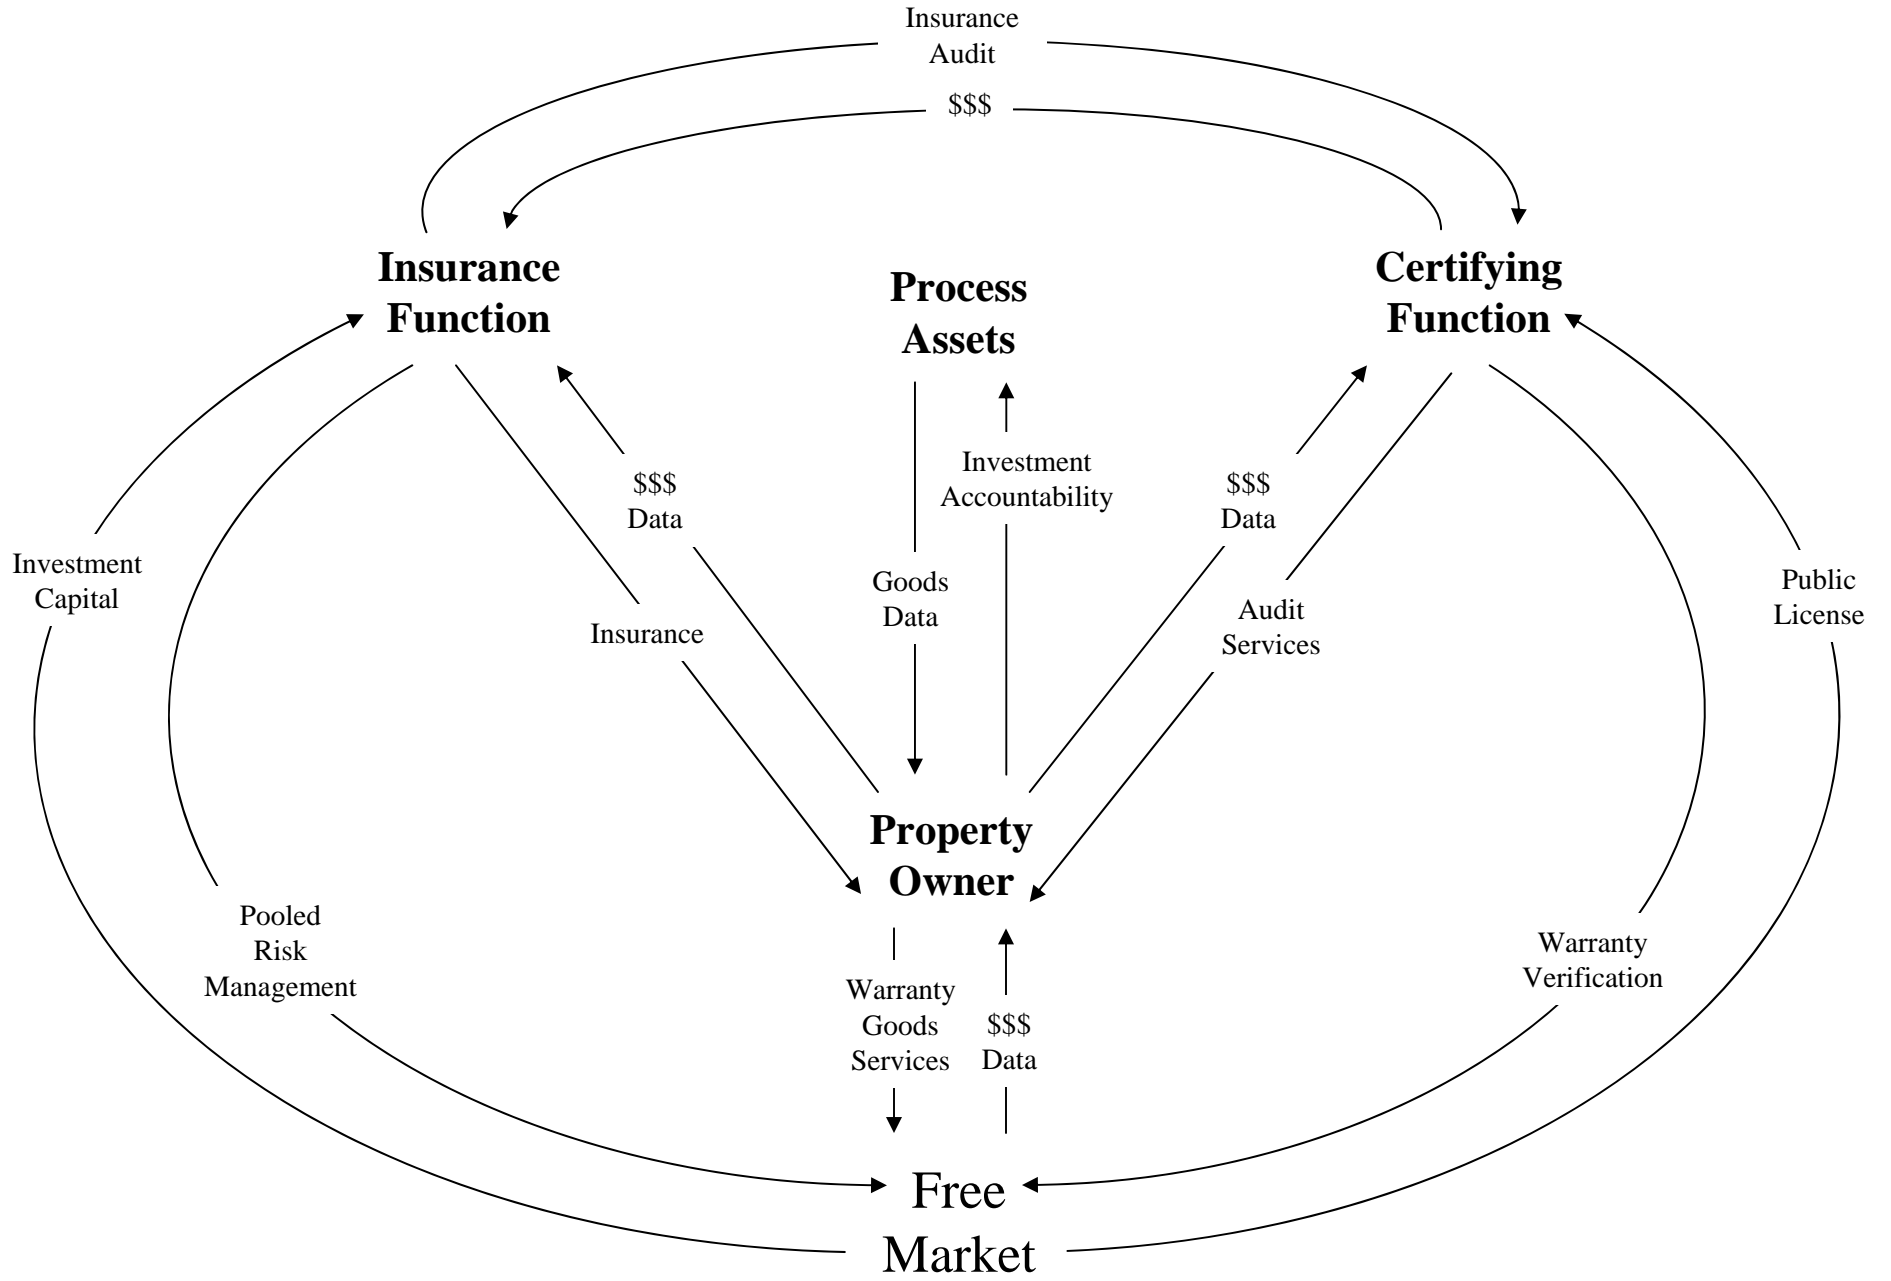 Insurance
Audit
$$$
Insurance
Function
Process
Assets
Certifying
Function
$$$
Data
Investment
Accountability
$$$
Data
Investment
Capital
Goods
Data
Public
License
Insurance
Audit
Services
Property
Owner
Pooled
Risk
Management
Warranty
Verification
Warranty
Goods
Services
$$$
Data
Free
Market